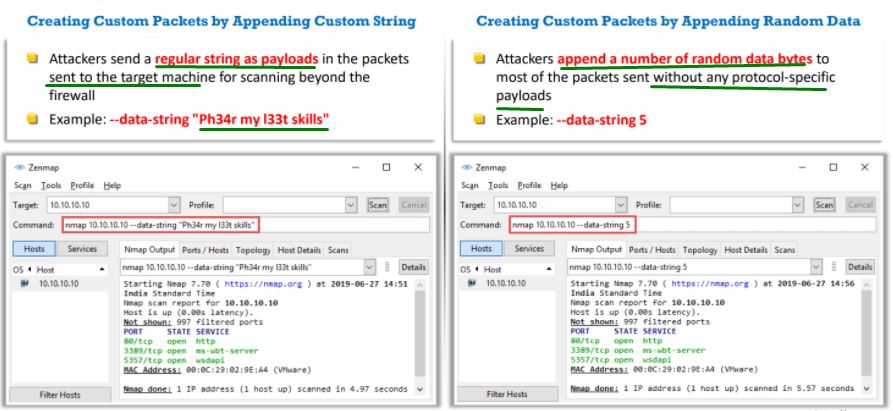 Creating Custom Packets by Appending Custom String
Attackers send a regular string as payloads in the packets
sent to the target machine for scanning beyond the
firewall
Example: --data-string "Ph34r my l33t skills"
Zenmap
Scan Tools Profile Help
Target: 10.10.10.10 Profile: Scan Cancel
Command: nmap 10.10.10.10 --data-string "Ph34r my l33t skills"
Hosts Services Nmap Output Ports / Hosts Topology Host Details Scans
OS Host nmap 10.10.10.10 --data-string "Ph34r my l33t skills" Details
10.10.10.10
Starting Nmap 7.70 ( https://nmap.org ) at 2019-06-27 14:51
India Standard Time
Nmap scan report for 10.10.10.10
Host is up (0.00s latency).
Not shown: 997 filtered ports
PORT STATE SERVICE
80/tcp open http
3389/tcp open ms-wbt-server
5357/tcp open wsdapi
MAC Address: 00:0C:29:02:9E:A4 (VMware)
Nmap done: 1 IP address (1 host up) scanned in 4.97 seconds
Filter Hosts
Creating Custom Packets by Appending Random Data
Attackers append a number of random data bytes to
most of the packets sent without any protocol-specific
payloads
Example: --data-string 5
Zenmap
Scan Tools Profile Help
Target: 10.10.10.10 Profile: Scan Cancel
Command: nmap 10.10.10.10 --data-string 5
Hosts Services Nmap Output Ports / Hosts Topology Host Details Scans
OS Host nmap 10.10.10.10 --data-string 5 Details
10.10.10.10
Starting Nmap 7.70 ( https://nmap.org ) at 2019-06-27 14:56
India Standard Time
Nmap scan report for 10.10.10.10
Host is up (0.00s latency).
Not shown: 997 filtered ports
PORT STATE SERVICE
80/tcp open http
3389/tcp open ms-wbt-server
5357/tcp open wsdapi
MAC Address: 00:0C:29:02:9E:A4 (VMware)
Nmap done: 1 IP address (1 host up) scanned in 5.57 seconds
Filter Hosts